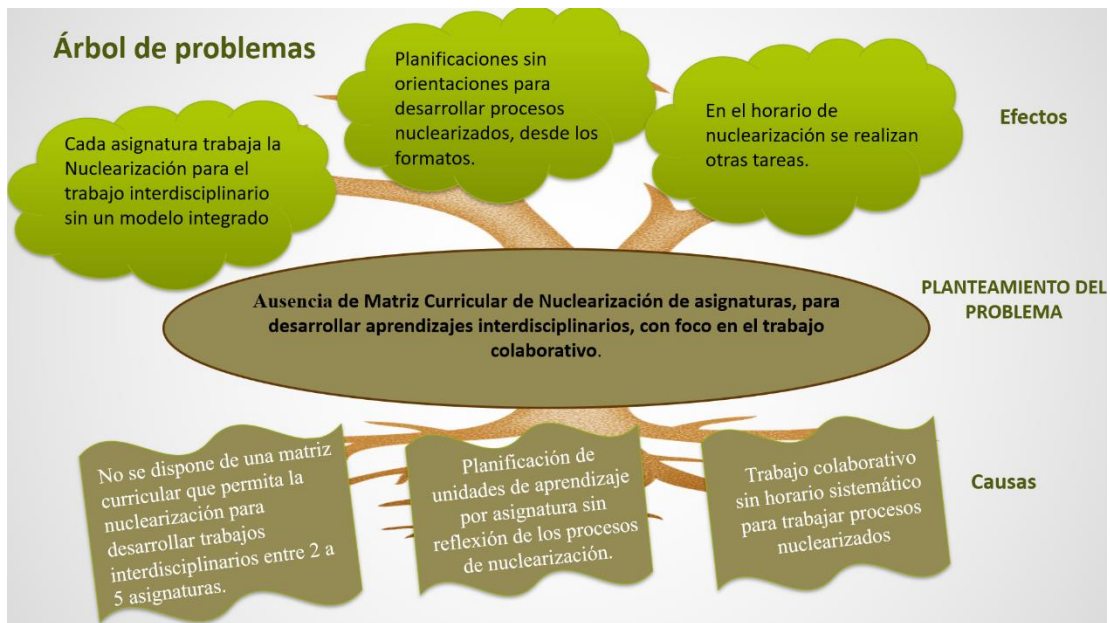 Árbol de problemas
Planificaciones sin
orientaciones para
desarrollar procesos
nuclearizados, desde los
formatos.
En el horario de
nuclearización se realizan
otras tareas.
Efectos
Cada asignatura trabaja la
Nuclearización para el
trabajo interdisciplinario
sin un modelo integrado
Ausencia de Matriz Curricular de Nuclearización de asignaturas, para
desarrollar aprendizajes interdisciplinarios, con foco en el trabajo
colaborativo.
PLANTEAMIENTO DEL
PROBLEMA
No se dispone de una matriz
curricular que permita la
nuclearización para
desarrollar trabajos
interdisciplinarios entre 2 a
5 asignaturas.
Planificación de
unidades de aprendizaje
por asignatura sin
reflexión de los procesos
de nuclearización.
Trabajo colaborativo
sin horario sistemático
para trabajar procesos
nuclearizados
Causas